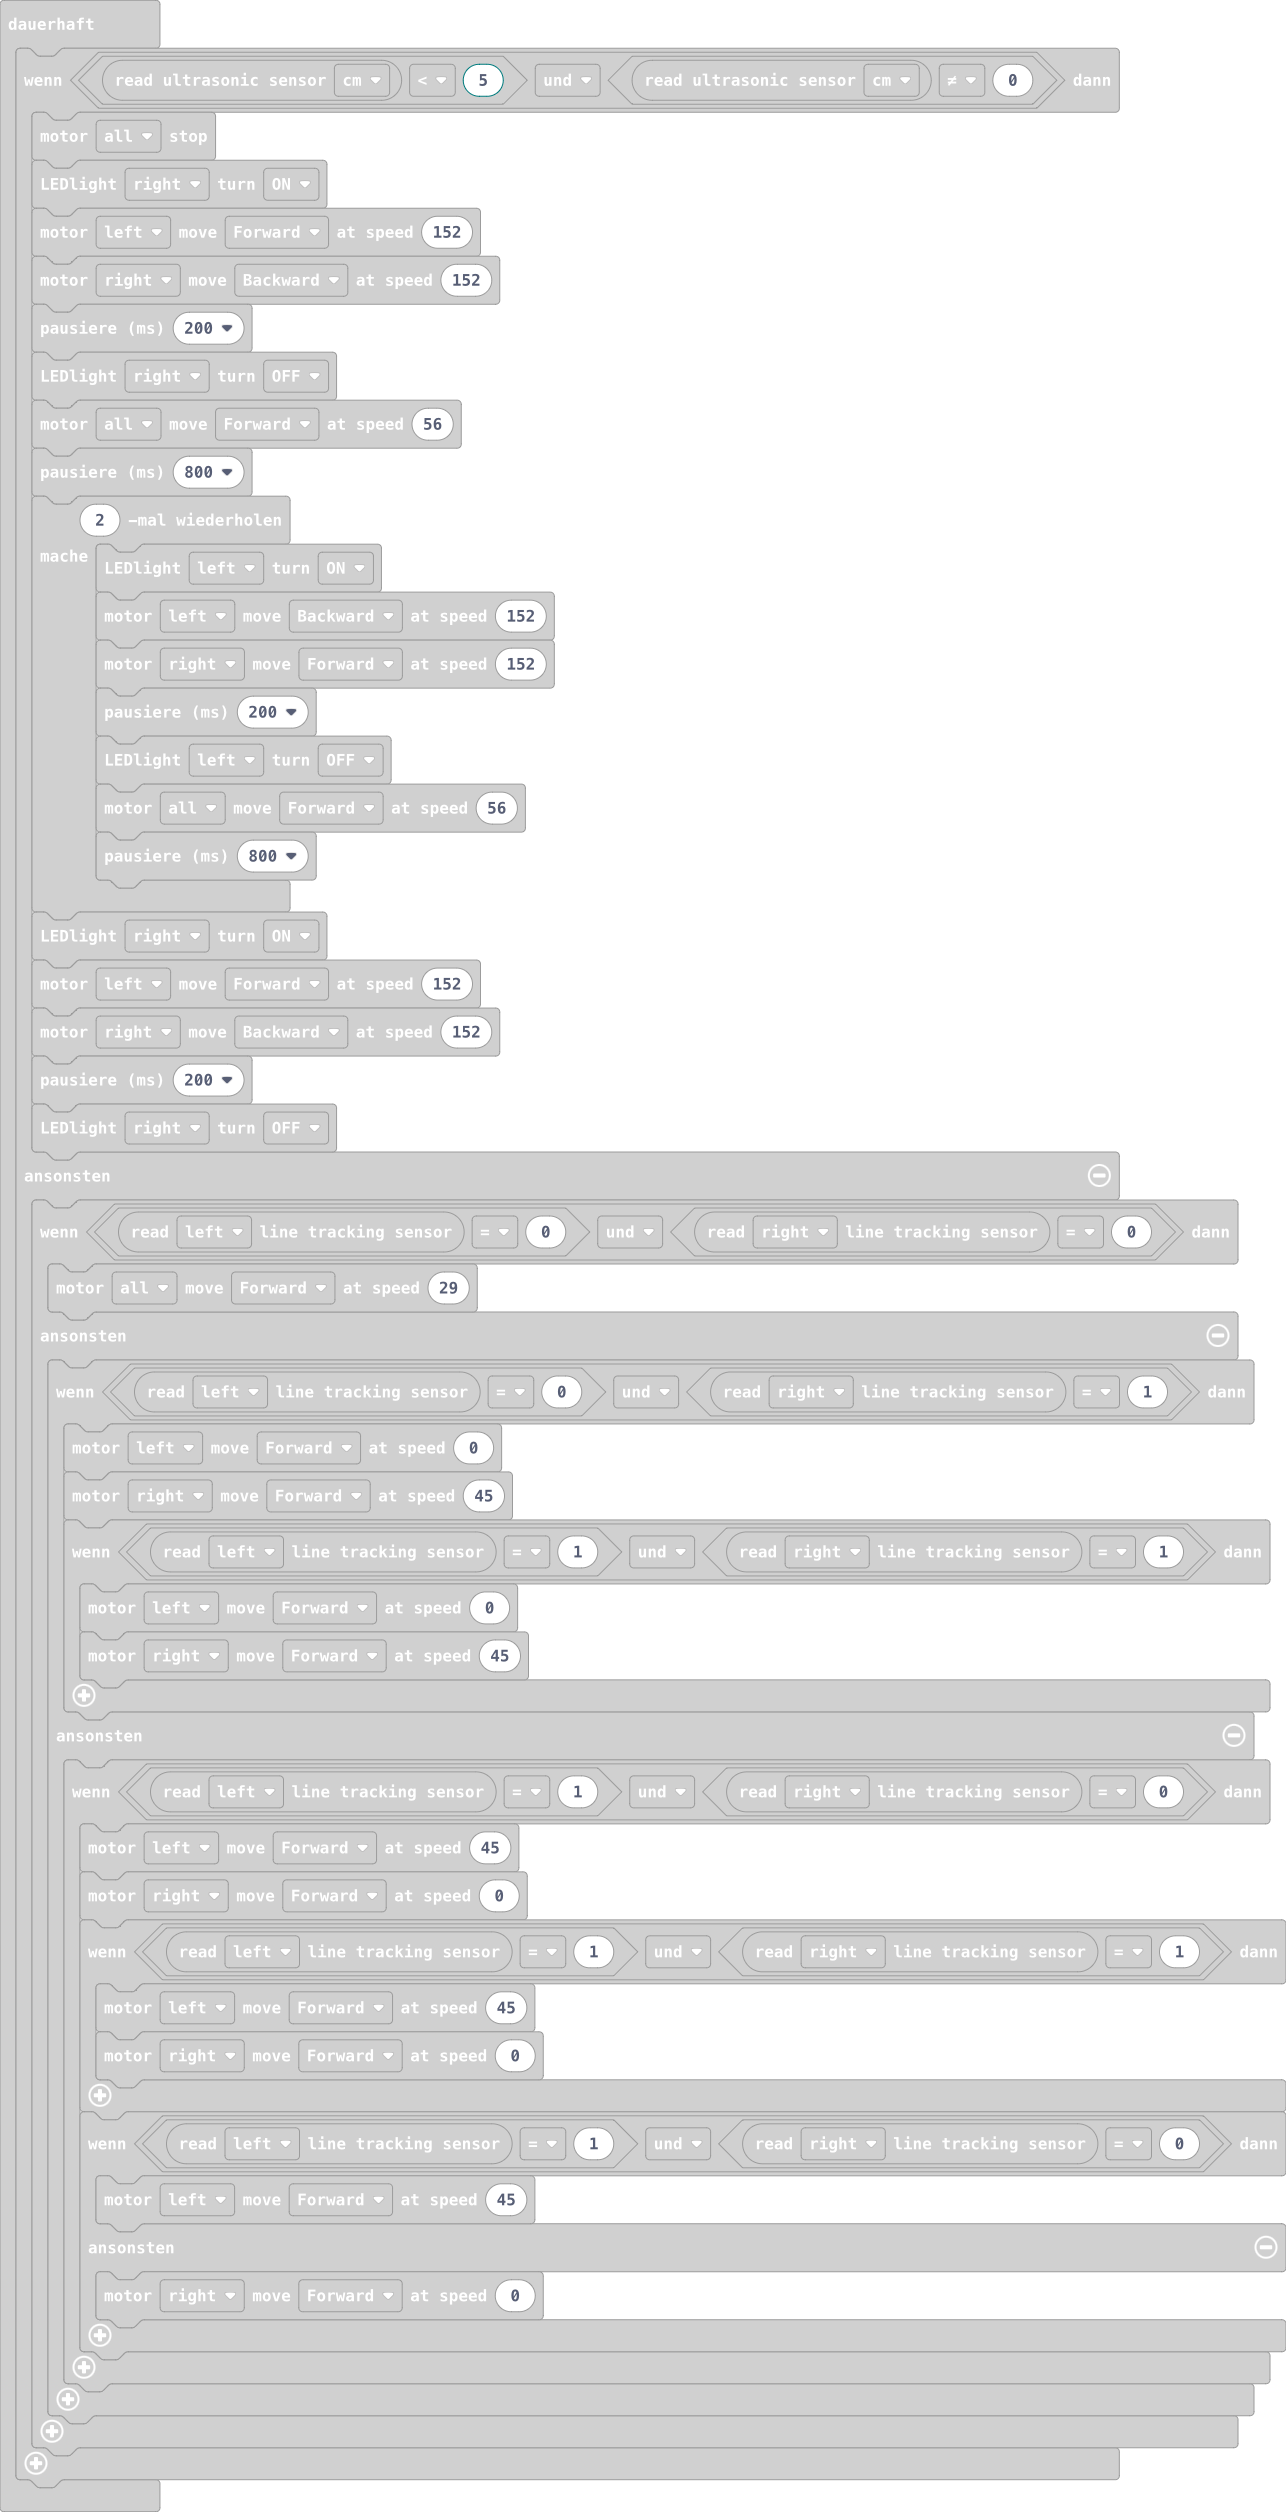 dauerhaft
wenn read ultrasonic sensor cm < 5 und read ultrasonic sensor cm ≠ 0 dann
motor all stop
LEDlight right turn ON
motor left move Forward at speed 152
motor right move Backward at speed 152
pausiere (ms) 200
LEDlight right turn OFF
motor all move Forward at speed 56
pausiere (ms) 800
2 -mal wiederholen
mache
LEDlight left turn ON
motor left move Backward at speed 152
motor right move Forward at speed 152
pausiere (ms) 200
LEDlight left turn OFF
motor all move Forward at speed 56
pausiere (ms) 800
LEDlight right turn ON
motor left move Forward at speed 152
motor right move Backward at speed 152
pausiere (ms) 200
LEDlight right turn OFF
ansonsten
wenn read left line tracking sensor = 0 und read right line tracking sensor = 0 dann
motor all move Forward at speed 29
ansonsten
wenn read left line tracking sensor = 0 und read right line tracking sensor = 1 dann
motor left move Forward at speed 0
motor right move Forward at speed 45
wenn read left line tracking sensor = 1 und read right line tracking sensor = 1 dann
motor left move Forward at speed 0
motor right move Forward at speed 45
ansonsten
wenn read left line tracking sensor = 1 und read right line tracking sensor = 0 dann
motor left move Forward at speed 45
motor right move Forward at speed 0
wenn read left line tracking sensor = 1 und read right line tracking sensor = 1 dann
motor left move Forward at speed 45
motor right move Forward at speed 0
wenn read left line tracking sensor = 1 und read right line tracking sensor = 0 dann
motor left move Forward at speed 45
ansonsten
motor right move Forward at speed 0